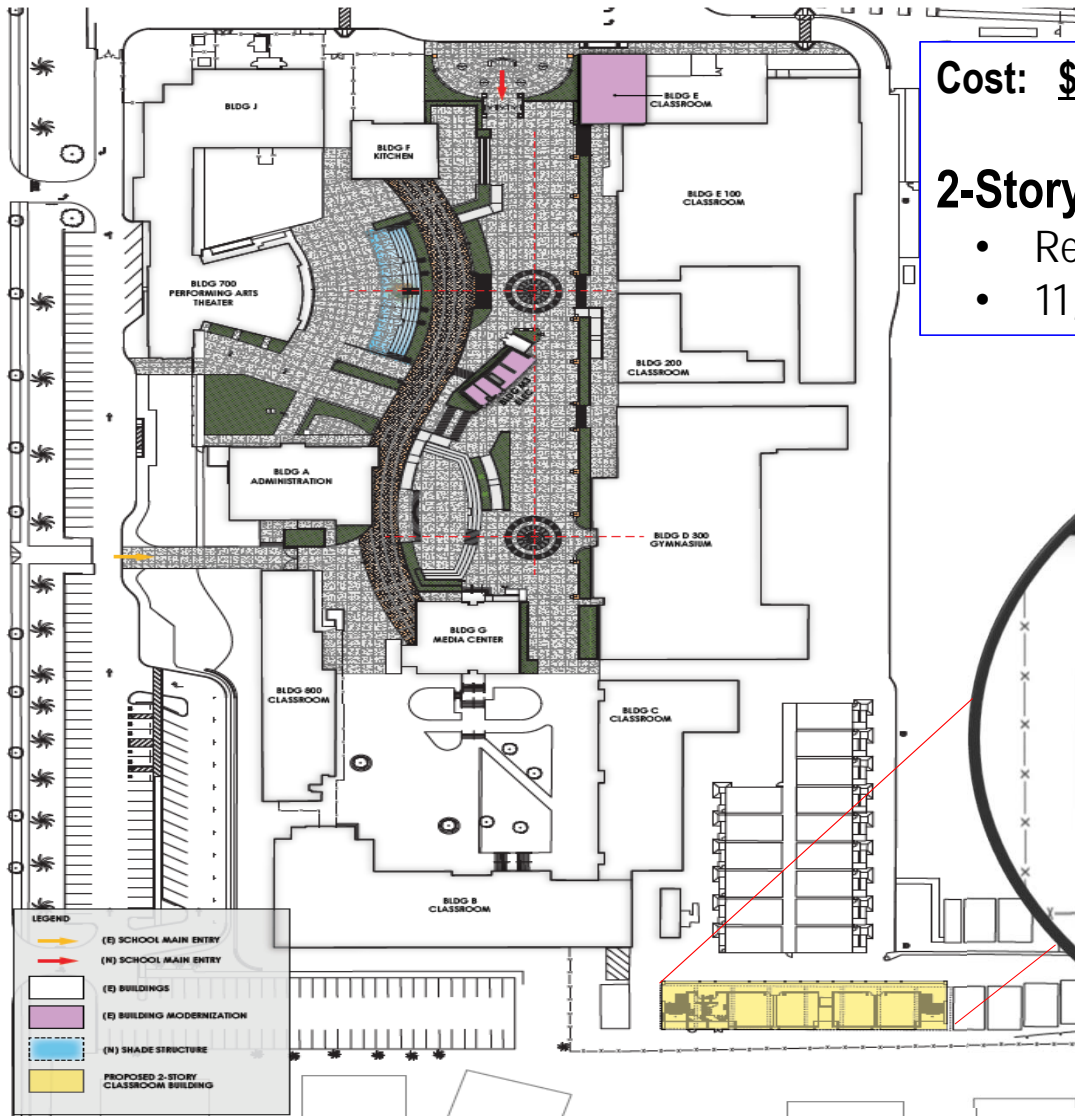 Cost: $
2-Story
• Re
• 11,
BLDG J
BLDG E
CLASSROOM
BLDG F
KITCHEN
BLDG E 100
CLASSROOM
BLDG 700
PERFORMING ARTS
THEATER
BLDG 200
CLASSROOM
ELEC
BLDG A
ADMINISTRATION
BLDG D 300
GYMNASIUM
BLDG G
MEDIA CENTER
BLDG 800
CLASSROOM
BLDG C
CLASSROOM
BLDG B
CLASSROOM
LEGEND
(E) SCHOOL MAIN ENTRY
(N) SCHOOL MAIN ENTRY
(E) BUILDINGS
(E) BUILDING MODERNIZATION
(N) SHADE STRUCTURE
PROPOSED 2-STORY
CLASSROOM BUILDING